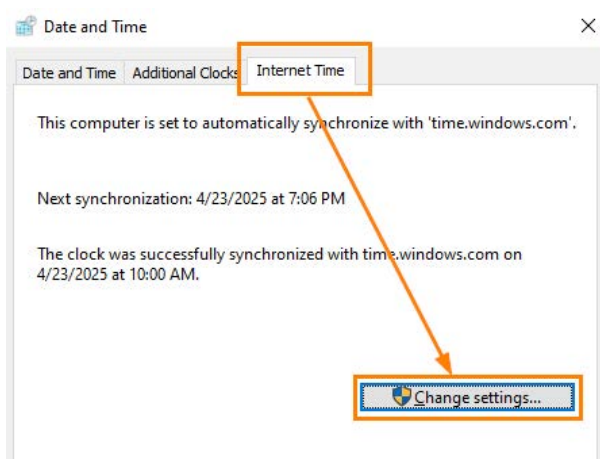 Date and Time
Date and Time
Additional Clocks
Internet Time
This computer is set to automatically synchronize with 'time.windows.com'.
Next synchronization: 4/23/2025 at 7:06 PM
The clock was successfully synchronized with time.windows.com on
4/23/2025 at 10:00 AM.
Change settings...